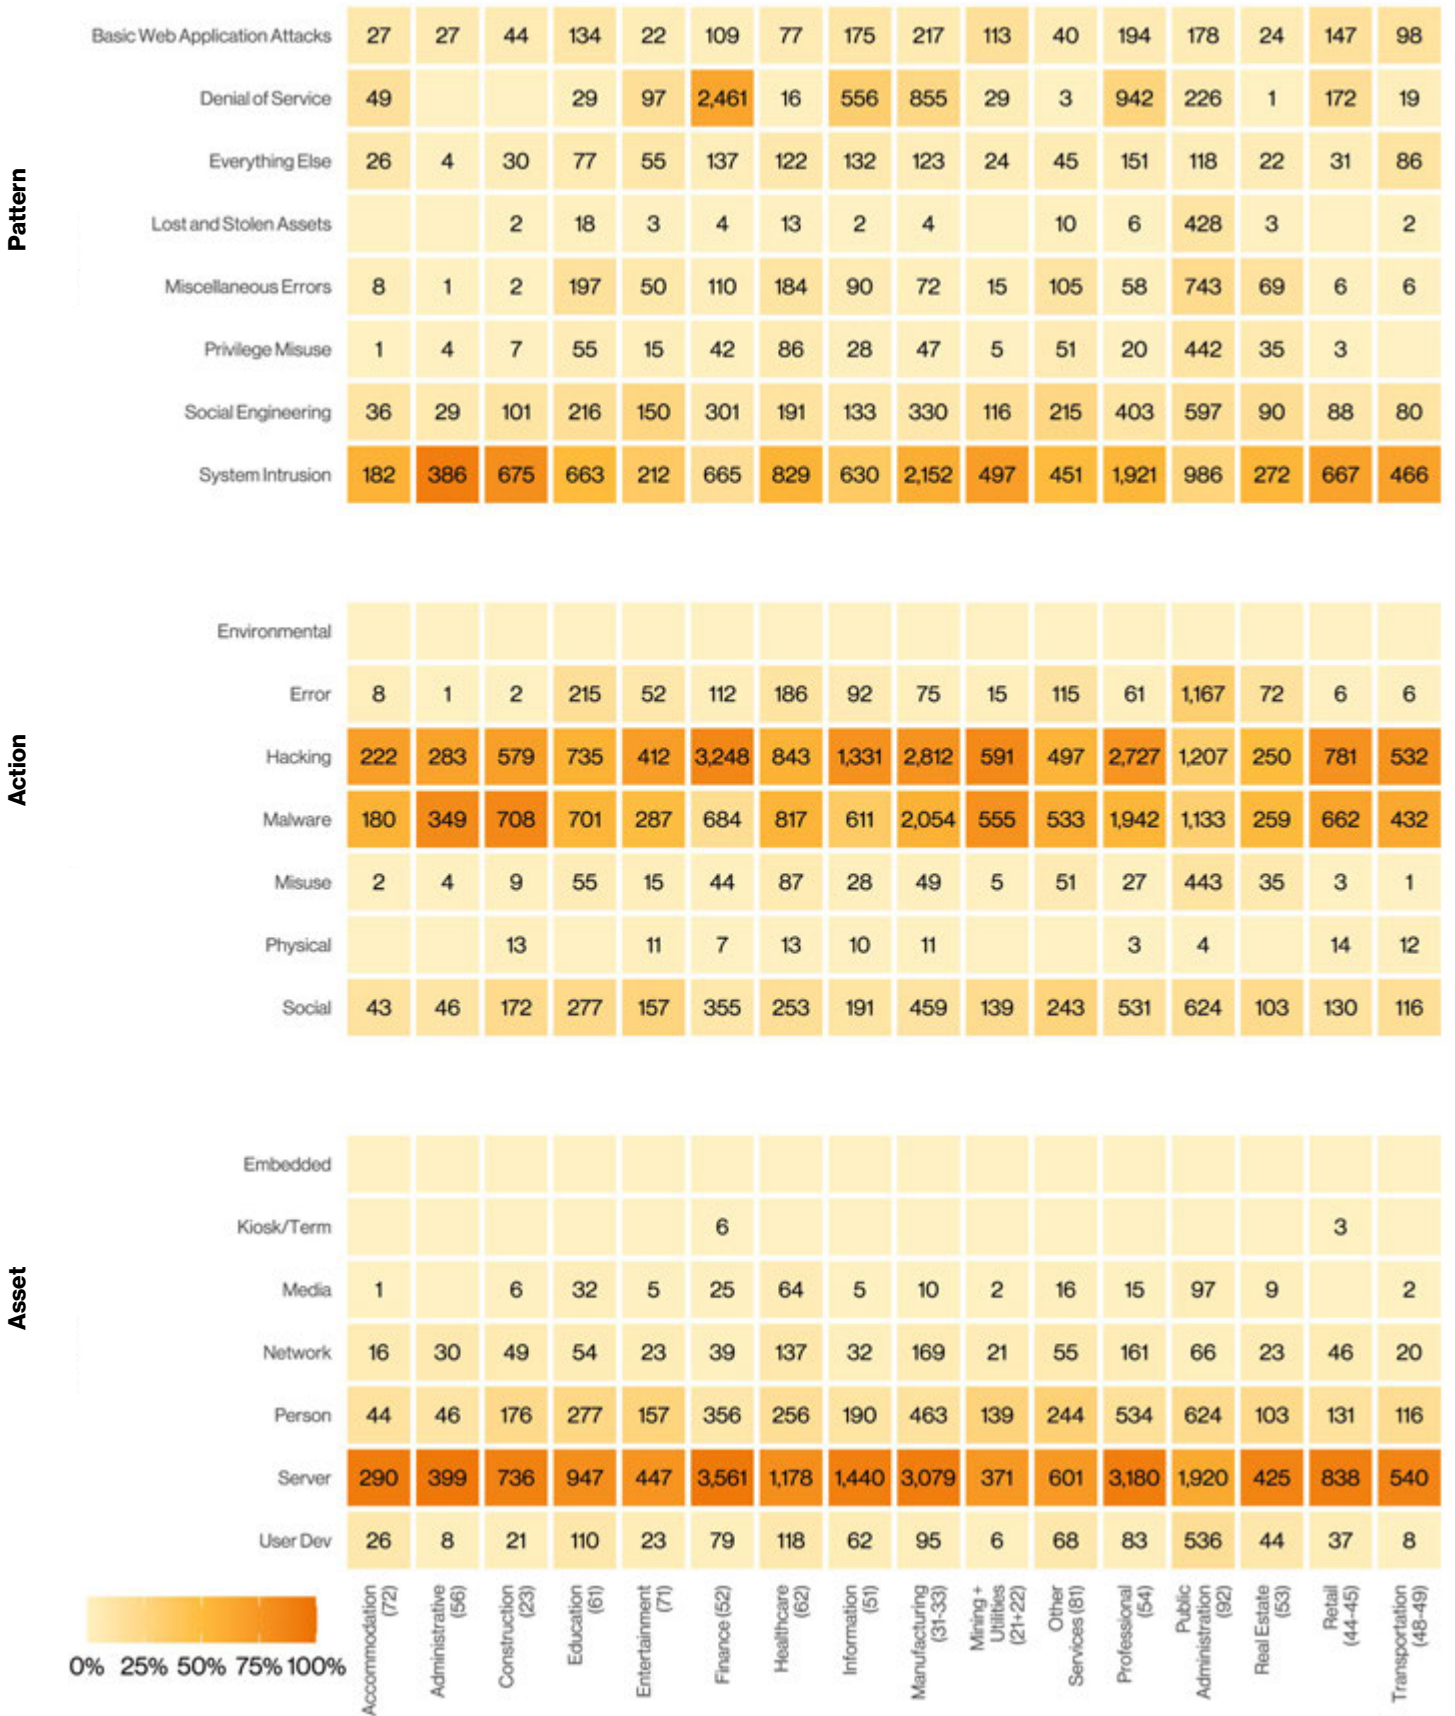 Pattern
Basic Web Application Attacks 27 27 44 134 22 109 77 175 217 113 40 194 178 24 147 98
Denial of Service 49 29 97 2,461 16 556 855 29 3 942 226 1 172 19
Everything Else 26 4 30 77 55 137 122 132 123 24 45 151 118 22 31 86
Lost and Stolen Assets 2 18 3 4 13 2 4 10 6 428 3 2
Miscellaneous Errors 8 1 2 197 50 110 184 90 72 15 105 58 743 69 6 6
Privilege Misuse 1 4 7 55 15 42 86 28 47 5 51 20 442 35 3
Social Engineering 36 29 101 216 150 301 191 133 330 116 215 403 597 90 88 80
System Intrusion 182 386 675 663 212 665 829 630 2,152 497 451 1,921 986 272 667 466
Action
Environmental
Error 8 1 2 215 52 112 186 92 75 15 115 61 1,167 72 6 6
Hacking 222 283 579 735 412 3,248 843 1,331 2,812 591 497 2,727 1,207 250 781 532
Malware 180 349 708 701 287 684 817 611 2,054 555 533 1,942 1,133 259 662 432
Misuse 2 4 9 55 15 44 87 28 49 5 51 27 443 35 3 1
Physical 13 11 7 13 10 11 3 4 14 12
Social 43 46 172 277 157 355 253 191 459 139 243 531 624 103 130 116
Asset
Embedded
Kiosk/Term 6 3
Media 1 6 32 5 25 64 5 10 2 16 15 97 9 2
Network 16 30 49 54 23 39 137 32 169 21 55 161 66 23 46 20
Person 44 46 176 277 157 356 256 190 463 139 244 534 624 103 131 116
Server 290 399 736 947 447 3,561 1,178 1,440 3,079 371 601 3,180 1,920 425 838 540
User Dev 26 8 21 110 23 79 118 62 95 6 68 83 536 44 37 8
0% 25% 50% 75% 100%
Accommodation
(72)
Administrative
(56)
Construction
(23)
Education
(61)
Entertainment
(71)
Finance (52)
Healthcare
(62)
Information
(51)
Manufacturing
(31-33)
Mining +
Utilities
(21+22)
Other
Services (81)
Professional
(54)
Public
Administration
(92)
Real Estate
(53)
Retail
(44-45)
Transportation
(48-49)